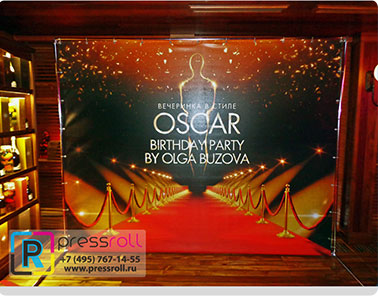 ВЕЧЕРИНКА В СТИЛЕ
OSCAR
BIRTHDAY PARTY
BY OLGA BUZOVA
pressroll
+7 (495) 767-14-55
www.pressroll.ru